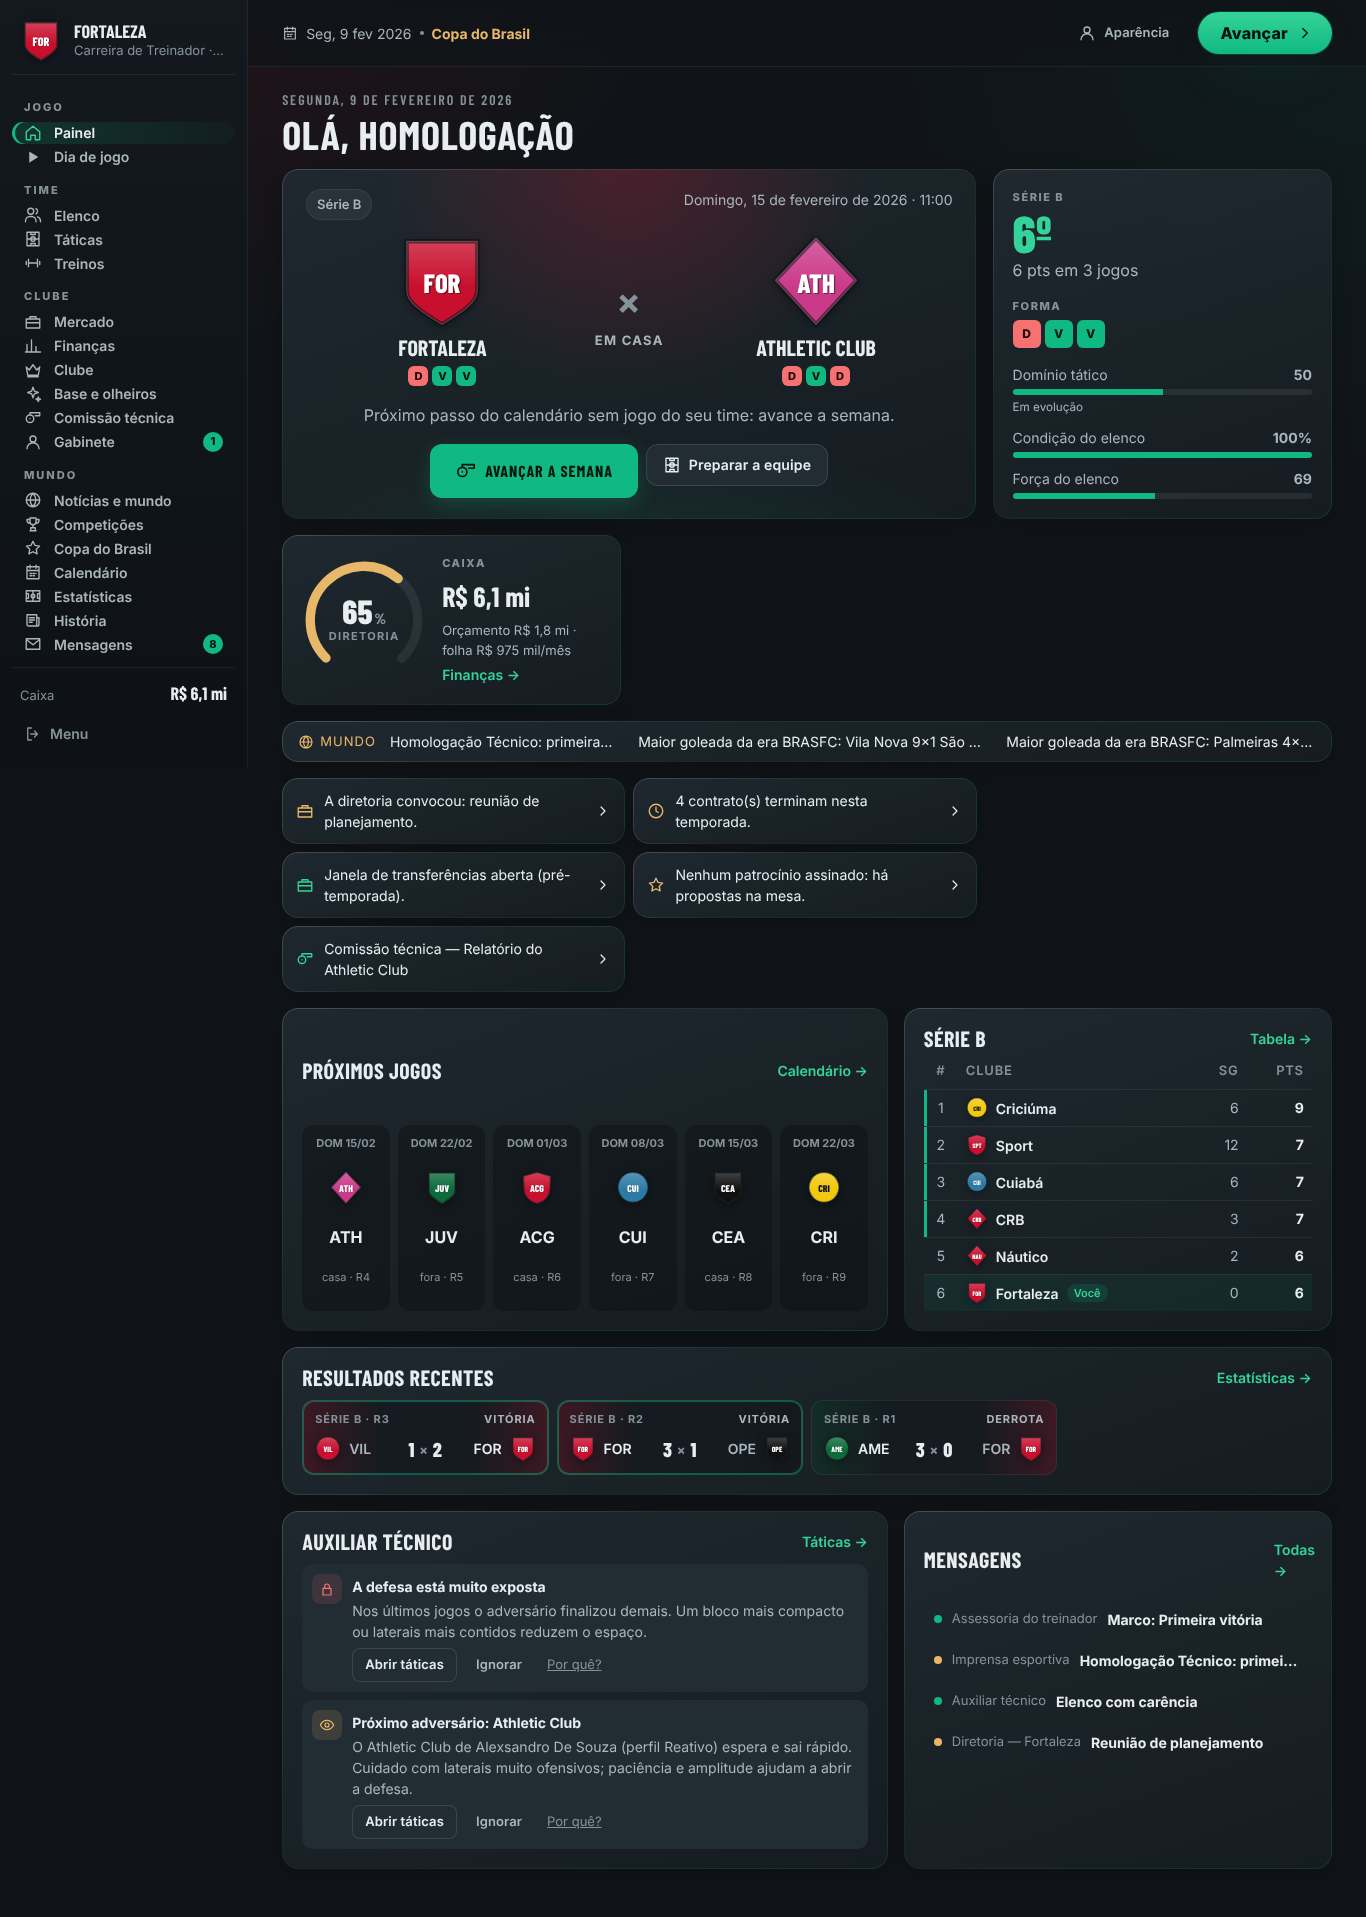 FOR
FORTALEZA
Carreira de Treinador ·...
JOGO
Painel
Dia de jogo
TIME
Elenco
Táticas
Treinos
CLUBE
Mercado
Finanças
Clube
Base e olheiros
Comissão técnica
Gabinete 1
MUNDO
Notícias e mundo
Competições
Copa do Brasil
Calendário
Estatísticas
História
Mensagens 8
Caixa R$ 6,1 mi
Menu
Seg, 9 fev 2026 • Copa do Brasil
Aparência
Avançar
SEGUNDA, 9 DE FEVEREIRO DE 2026
OLÁ, HOMOLOGAÇÃO
Série B
Domingo, 15 de fevereiro de 2026 · 11:00
FOR
FORTALEZA
D V V
×
EM CASA
ATH
ATHLETIC CLUB
D V D
Próximo passo do calendário sem jogo do seu time: avance a semana.
AVANÇAR A SEMANA
Preparar a equipe
SÉRIE B
6º
6 pts em 3 jogos
FORMA
D V V
Domínio tático 50
Em evolução
Condição do elenco 100%
Força do elenco 69
65%
DIRETORIA
CAIXA
R$ 6,1 mi
Orçamento R$ 1,8 mi ·
folha R$ 975 mil/mês
Finanças →
MUNDO Homologação Técnico: primeira... Maior goleada da era BRASFC: Vila Nova 9×1 São ... Maior goleada da era BRASFC: Palmeiras 4×...
A diretoria convocou: reunião de
planejamento.
4 contrato(s) terminam nesta
temporada.
Janela de transferências aberta (pré-
temporada).
Nenhum patrocínio assinado: há
propostas na mesa.
Comissão técnica — Relatório do
Athletic Club
PRÓXIMOS JOGOS
Calendário →
DOM 15/02 DOM 22/02 DOM 01/03 DOM 08/03 DOM 15/03 DOM 22/03
ATH JUV ACG CUI CEA CRI
ATH JUV ACG CUI CEA CRI
casa · R4 fora · R5 casa · R6 fora · R7 casa · R8 fora · R9
SÉRIE B
Tabela →
# CLUBE SG PTS
1 CRI Criciúma 6 9
2 SPT Sport 12 7
3 CUI Cuiabá 6 7
4 CRB CRB 3 7
5 NAU Náutico 2 6
6 FOR Fortaleza Você 0 6
RESULTADOS RECENTES
Estatísticas →
SÉRIE B · R3 VITÓRIA
VIL VIL 1 × 2 FOR FOR
SÉRIE B · R2 VITÓRIA
FOR FOR 3 × 1 OPE OPE
SÉRIE B · R1 DERROTA
AME AME 3 × 0 FOR FOR
AUXILIAR TÉCNICO
Táticas →
A defesa está muito exposta
Nos últimos jogos o adversário finalizou demais. Um bloco mais compacto
ou laterais mais contidos reduzem o espaço.
Abrir táticas Ignorar Por quê?
Próximo adversário: Athletic Club
O Athletic Club de Alexsandro De Souza (perfil Reativo) espera e sai rápido.
Cuidado com laterais muito ofensivos; paciência e amplitude ajudam a abrir
a defesa.
Abrir táticas Ignorar Por quê?
MENSAGENS
Todas
→
Assessoria do treinador Marco: Primeira vitória
Imprensa esportiva Homologação Técnico: primei...
Auxiliar técnico Elenco com carência
Diretoria — Fortaleza Reunião de planejamento